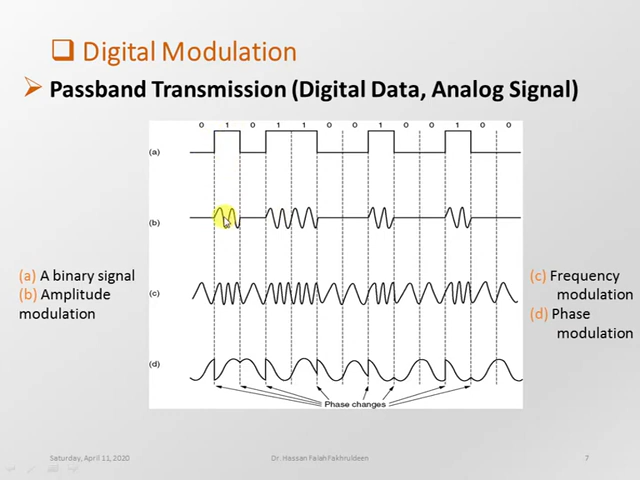 Digital Modulation
Passband Transmission (Digital Data, Analog Signal)
0 1 0 1 1 0 0 1 0 0 1 0 0
(a)
(b)
(c)
(d)
Phase changes
(a) A binary signal
(b) Amplitude
modulation
(c) Frequency
modulation
(d) Phase
modulation
Saturday, April 11, 2020
Dr. Hassan FalahFakhruldeen
7